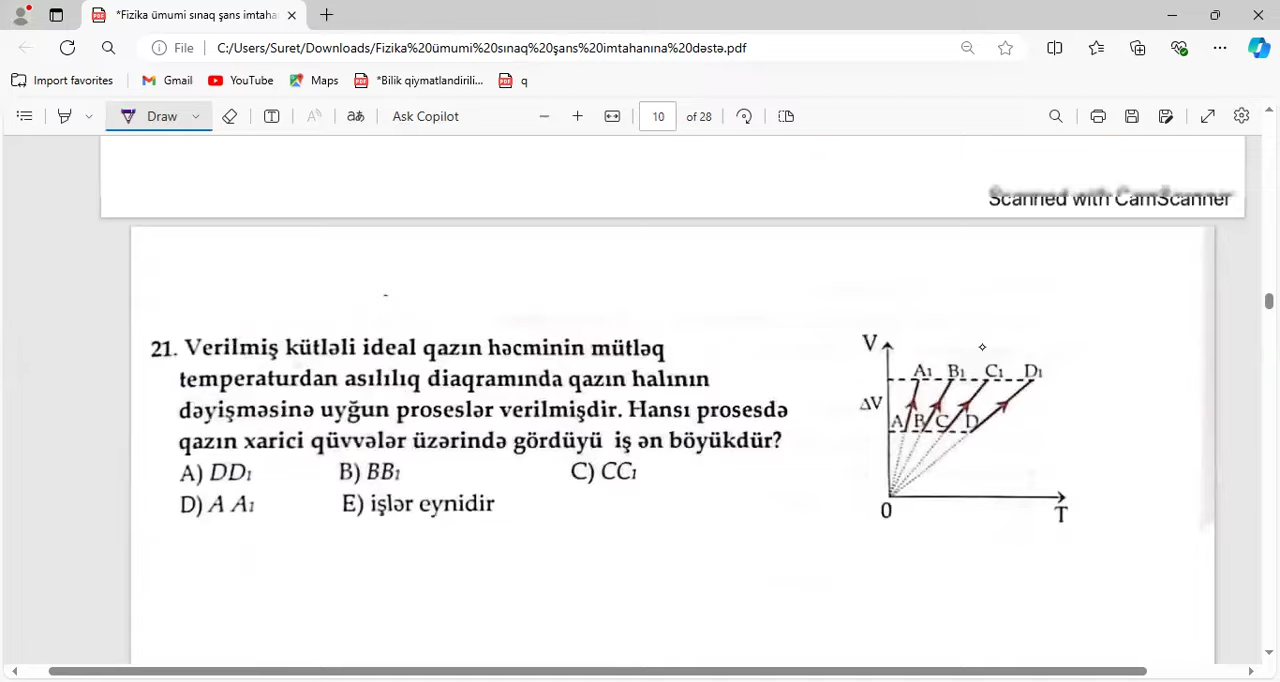 *Fizika ümumi sınaq şans imtaha
File
C:/Users/Suret/Downloads/Fizika%20ümumi%20sınaq%20şans%20imtahanına%20dəstə.pdf
Import favorites
Gmail
YouTube
Maps
*Bilik qiymatlandirili...
q
Draw
Ask Copilot
10
of 28
Scanned with CamScanner
21. Verilmiş kütləli ideal qazın həcminin mütləq
temperaturdan asılılıq diaqramında qazın halının
dəyişməsinə uyğun proseslər verilmişdir. Hansı prosesdə
qazın xarici qüvvələr üzərində gördüyü iş ən böyükdür?
A) DD₁ B) BB₁ C) CC₁
D) A A₁ E) işlər eynidir
V
A₁ B₁ C₁ D₁
ΔV
A B C D
0
T